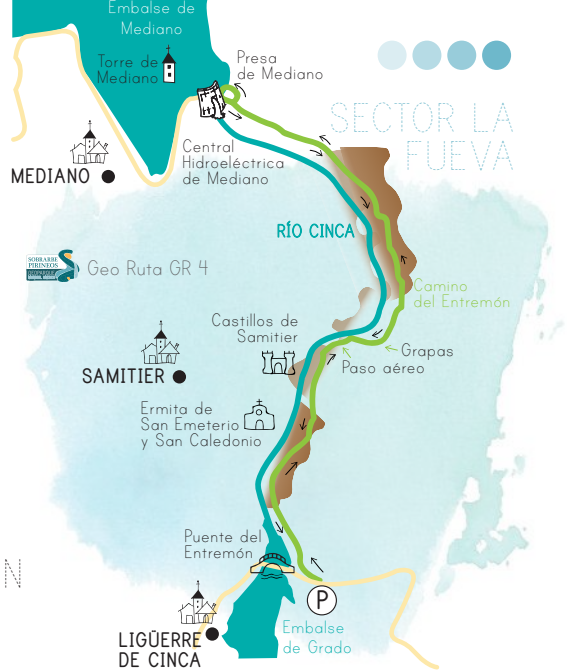 Embalse de
Mediano
Torre de
Mediano
Presa
de Mediano
SECTOR LA
FUEVA
Central
Hidroeléctrica
de Mediano
MEDIANO
RÍO CINCA
SOBRARBE
PIRINEOS
Geo Ruta GR 4
Camino
del Entremón
Castillos de
Samitier
Grapas
Paso aéreo
SAMITIER
Ermita de
San Emeterio
y San Caledonio
Puente del
Entremón
N
P
Embalse
de Grado
LIGÜERRE
DE CINCA